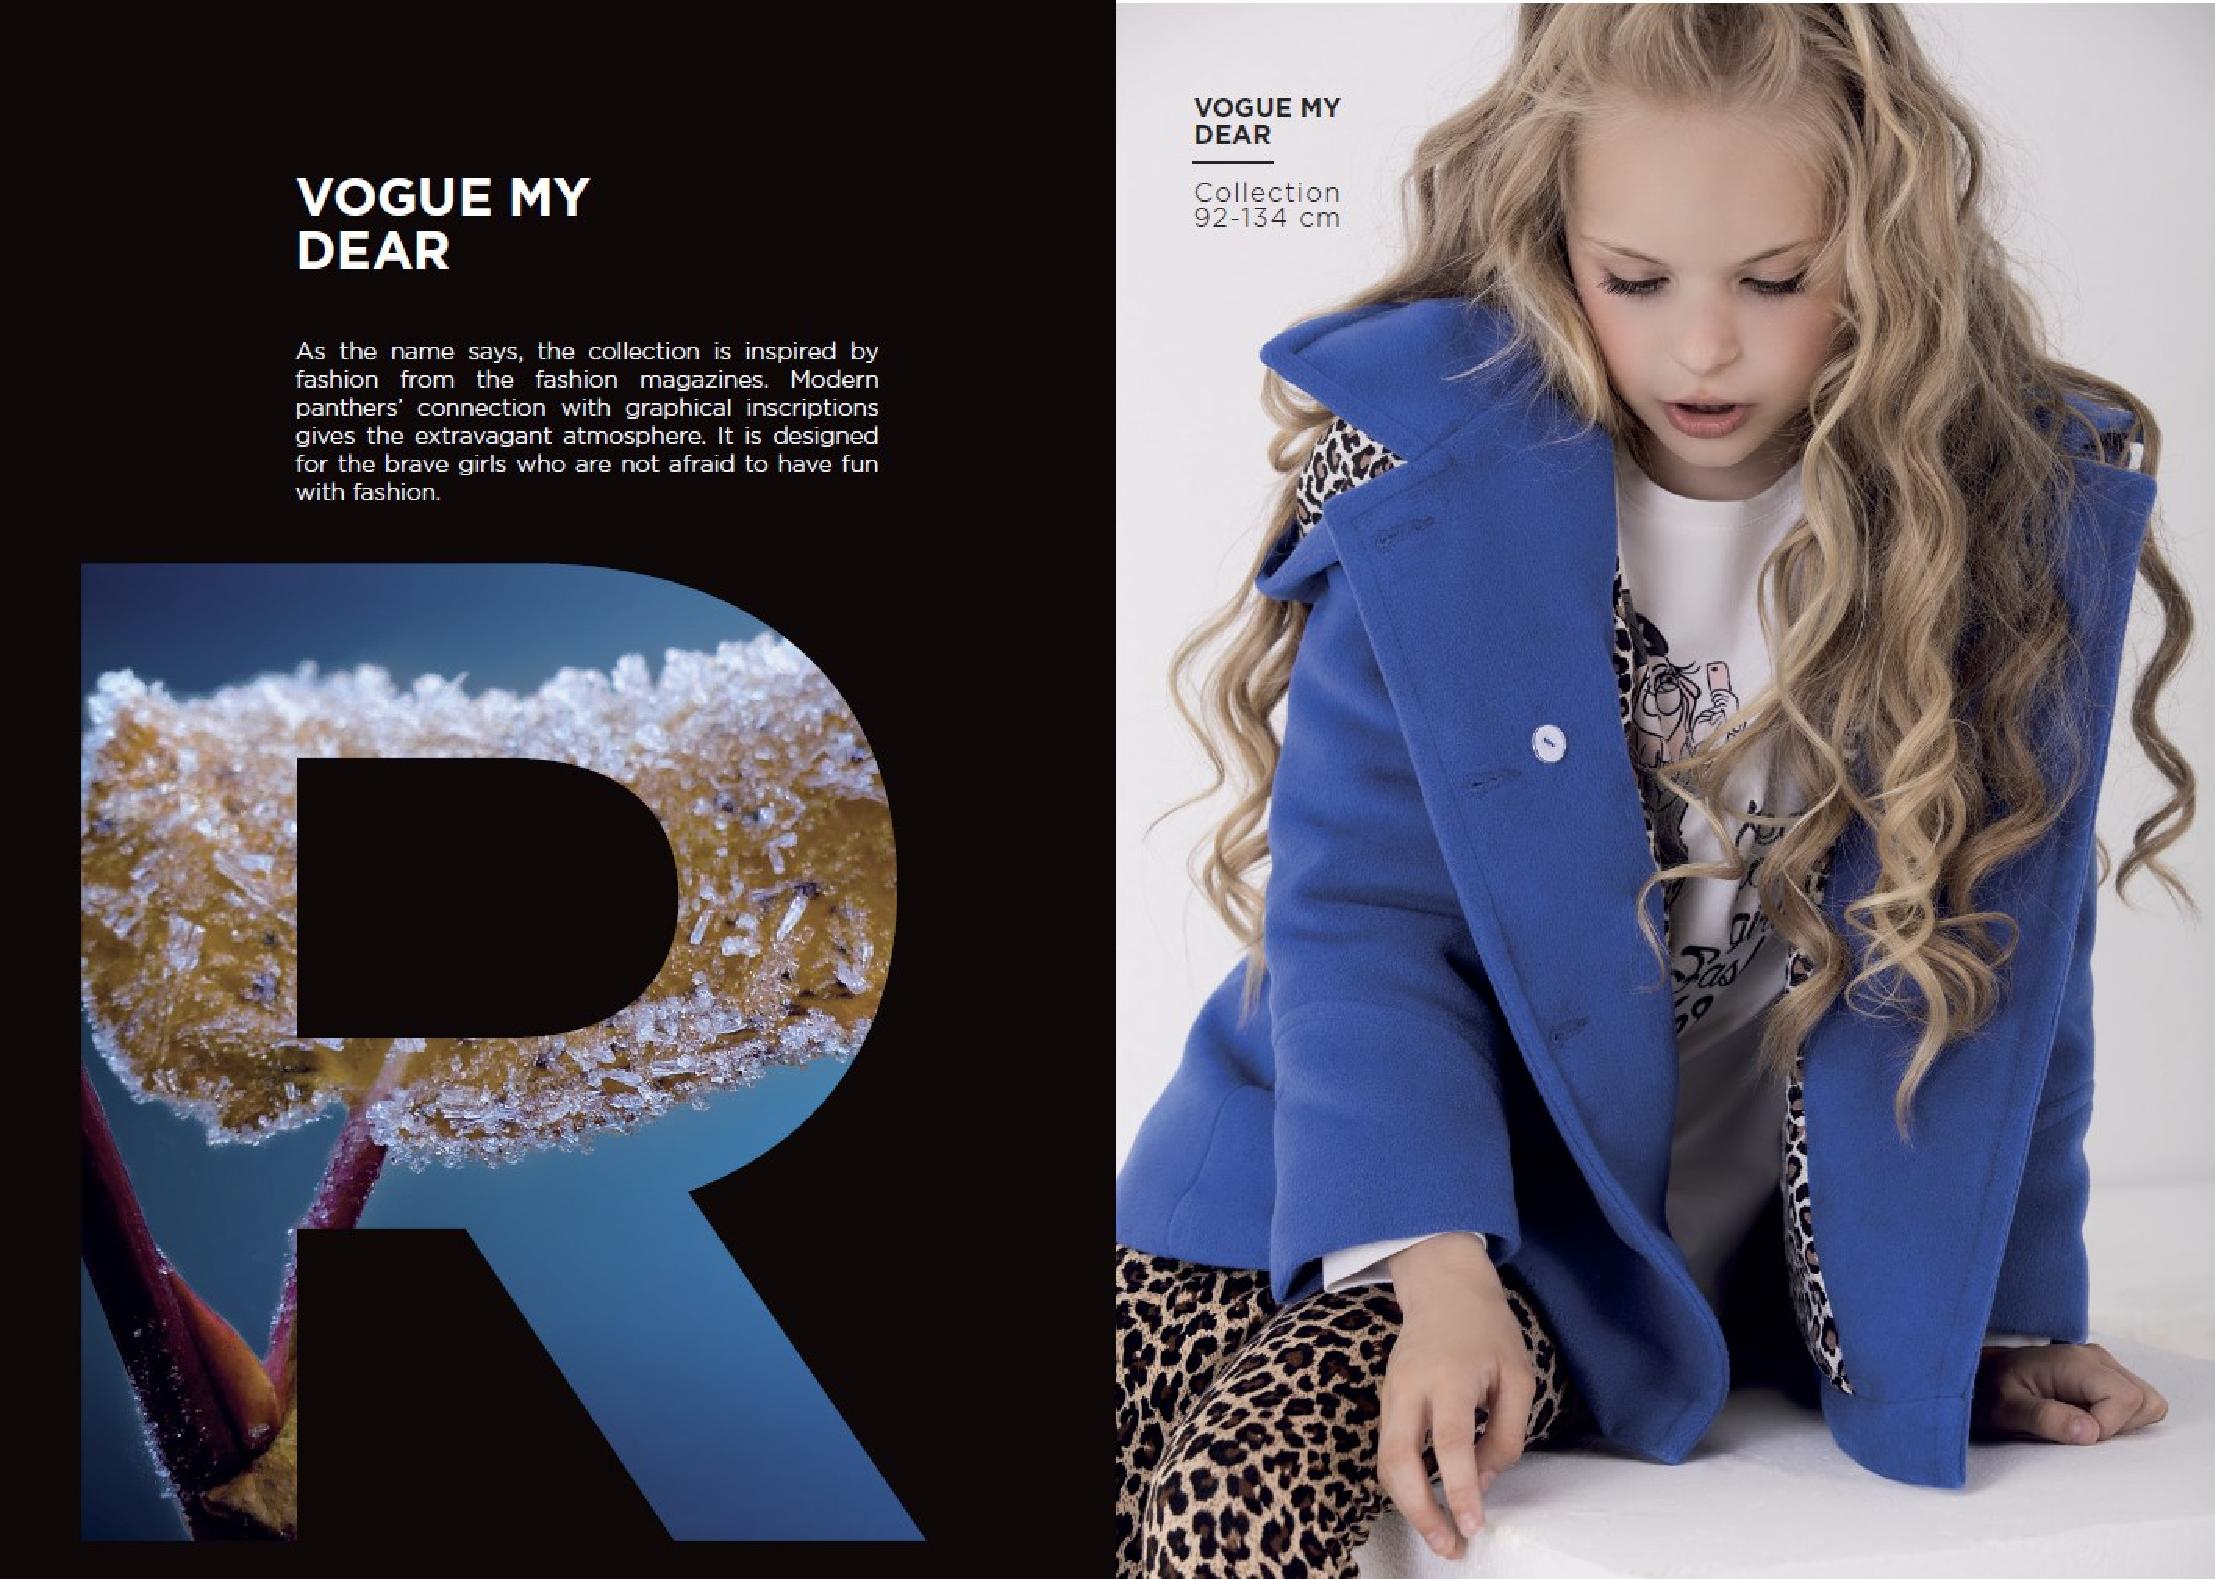 VOGUE MY
DEAR
As the name says, the collection is inspired by
fashion from the fashion magazines. Modern
panthers’ connection with graphical inscriptions
gives the extravagant atmosphere. It is designed
for the brave girls who are not afraid to have fun
with fashion.
R
VOGUE MY
DEAR
Collection
92-134 cm